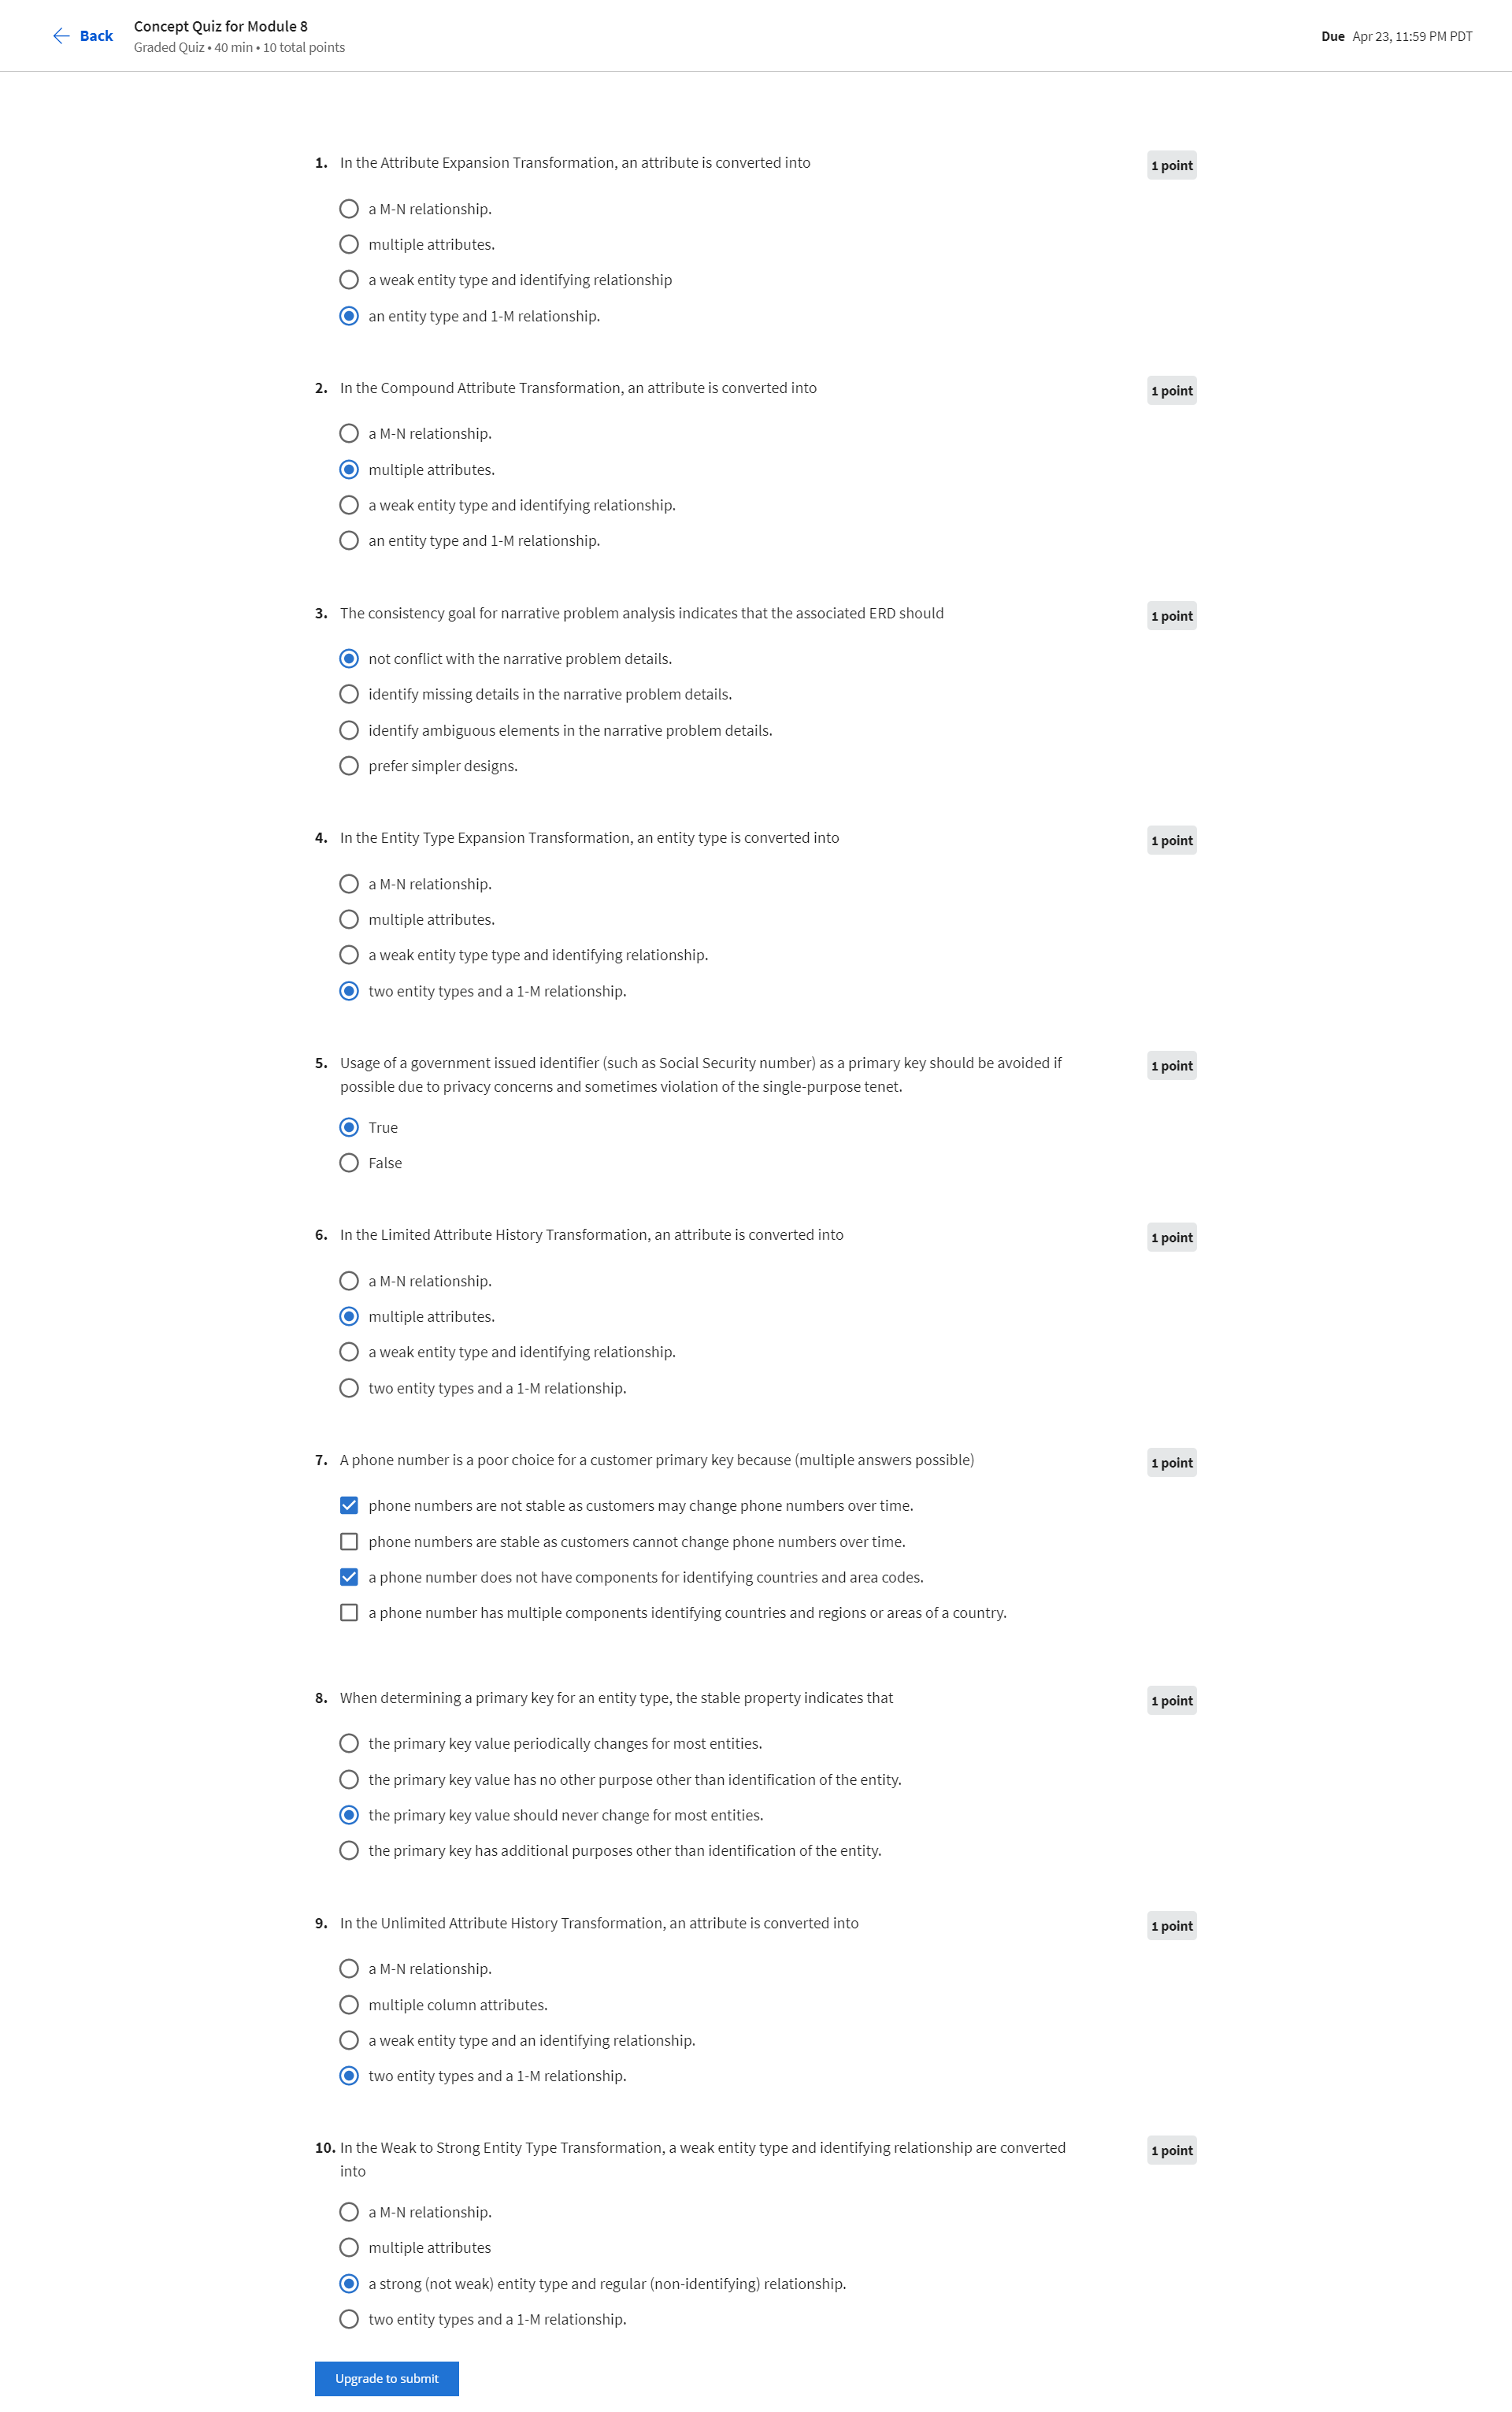 Back
Concept Quiz for Module 8
Graded Quiz • 40 min • 10 total points
Due Apr 23, 11:59 PM PDT
1. In the Attribute Expansion Transformation, an attribute is converted into
1 point
a M-N relationship.
multiple attributes.
a weak entity type and identifying relationship
an entity type and 1-M relationship.
2. In the Compound Attribute Transformation, an attribute is converted into
1 point
a M-N relationship.
multiple attributes.
a weak entity type and identifying relationship.
an entity type and 1-M relationship.
3. The consistency goal for narrative problem analysis indicates that the associated ERD should
1 point
not conflict with the narrative problem details.
identify missing details in the narrative problem details.
identify ambiguous elements in the narrative problem details.
prefer simpler designs.
4. In the Entity Type Expansion Transformation, an entity type is converted into
1 point
a M-N relationship.
multiple attributes.
a weak entity type type and identifying relationship.
two entity types and a 1-M relationship.
5. Usage of a government issued identifier (such as Social Security number) as a primary key should be avoided if
possible due to privacy concerns and sometimes violation of the single-purpose tenet.
1 point
True
False
6. In the Limited Attribute History Transformation, an attribute is converted into
1 point
a M-N relationship.
multiple attributes.
a weak entity type and identifying relationship.
two entity types and a 1-M relationship.
7. A phone number is a poor choice for a customer primary key because (multiple answers possible)
1 point
phone numbers are not stable as customers may change phone numbers over time.
phone numbers are stable as customers cannot change phone numbers over time.
a phone number does not have components for identifying countries and area codes.
a phone number has multiple components identifying countries and regions or areas of a country.
8. When determining a primary key for an entity type, the stable property indicates that
1 point
the primary key value periodically changes for most entities.
the primary key value has no other purpose other than identification of the entity.
the primary key value should never change for most entities.
the primary key has additional purposes other than identification of the entity.
9. In the Unlimited Attribute History Transformation, an attribute is converted into
1 point
a M-N relationship.
multiple column attributes.
a weak entity type and an identifying relationship.
two entity types and a 1-M relationship.
10. In the Weak to Strong Entity Type Transformation, a weak entity type and identifying relationship are converted
into
1 point
a M-N relationship.
multiple attributes
a strong (not weak) entity type and regular (non-identifying) relationship.
two entity types and a 1-M relationship.
Upgrade to submit